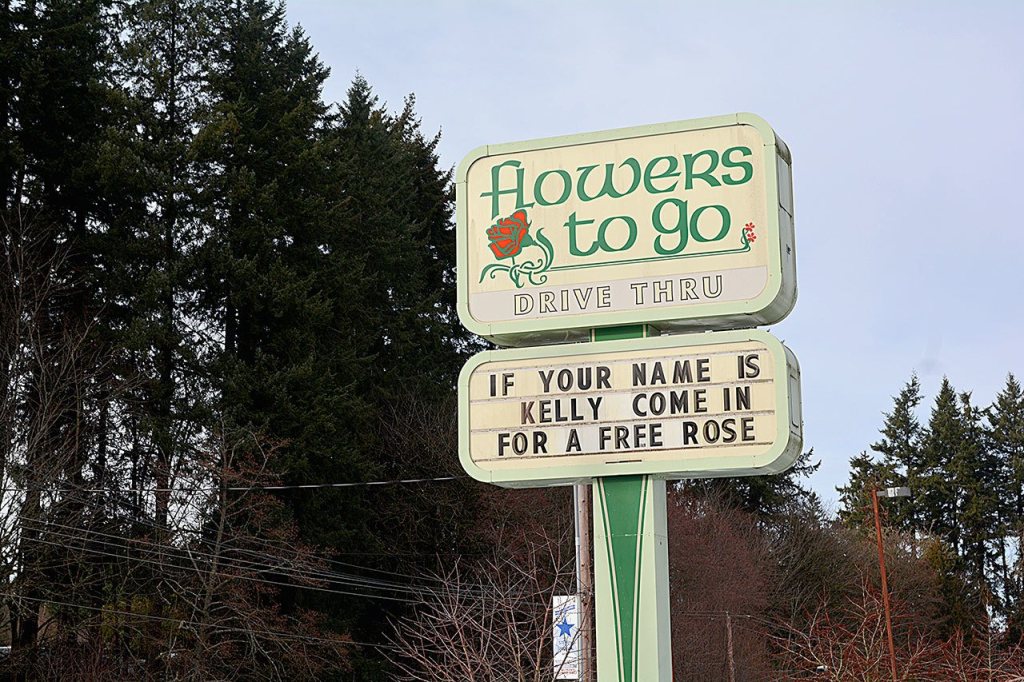 flowers
to go
DRIVE THRU
IF YOUR NAME IS
KELLY COME IN
FOR A FREE ROSE